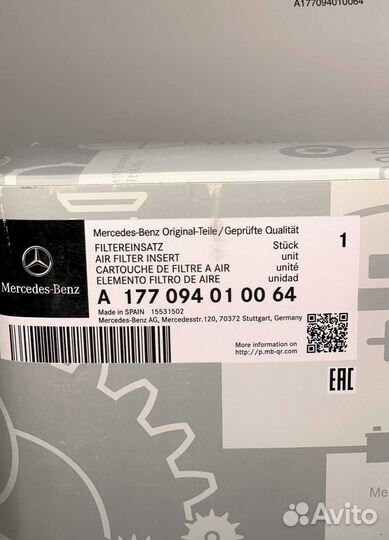 A177094010064
Mercedes-Benz Original-Teile/Geprüfte Qualität
FILTEREINSATZ Stück 1
AIR FILTER INSERT unit
CARTOUCHE DE FILTRE A AIR unité
ELEMENTO FILTRO DE AIRE unidad
Mercedes-Benz
A 177 094 01 00 64
Made in SPAIN 15531502
Mercedes-Benz AG, Mercedesstr.120, 70372 Stuttgart, Germany
More information on
http://p.mb-qr.com
EAC
Me
Avito